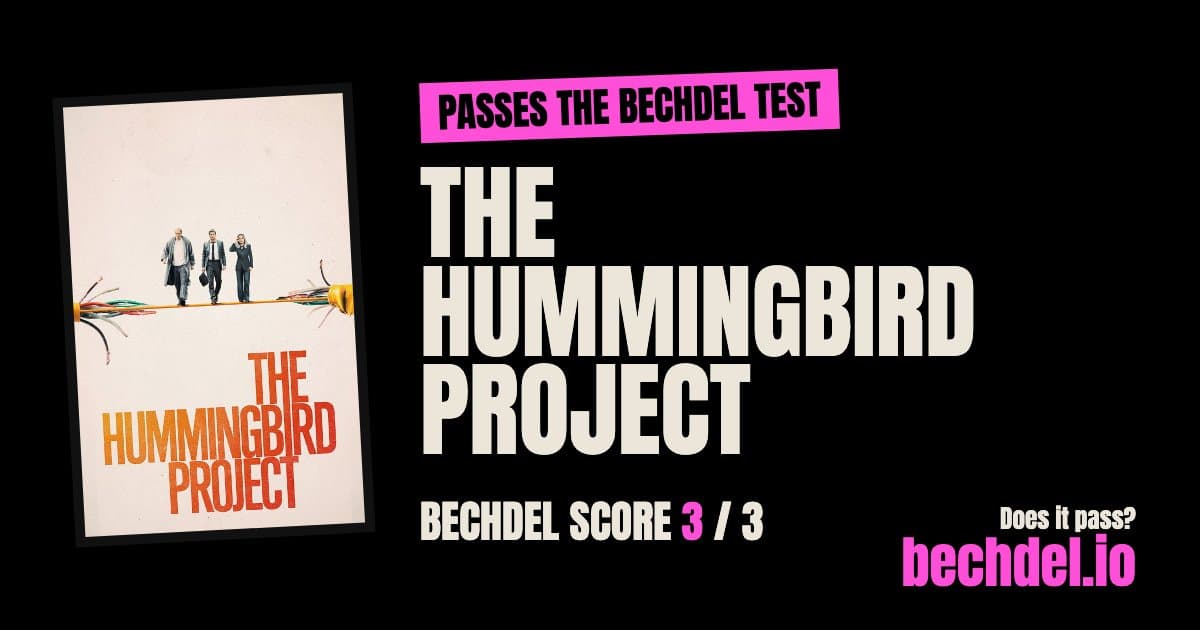 PASSES THE BECHDEL TEST
THE
HUMMINGBIRD
PROJECT
BECHDEL SCORE 3 / 3
THE
HUMMINGBIRD
PROJECT
Does it pass?
bechdel.io